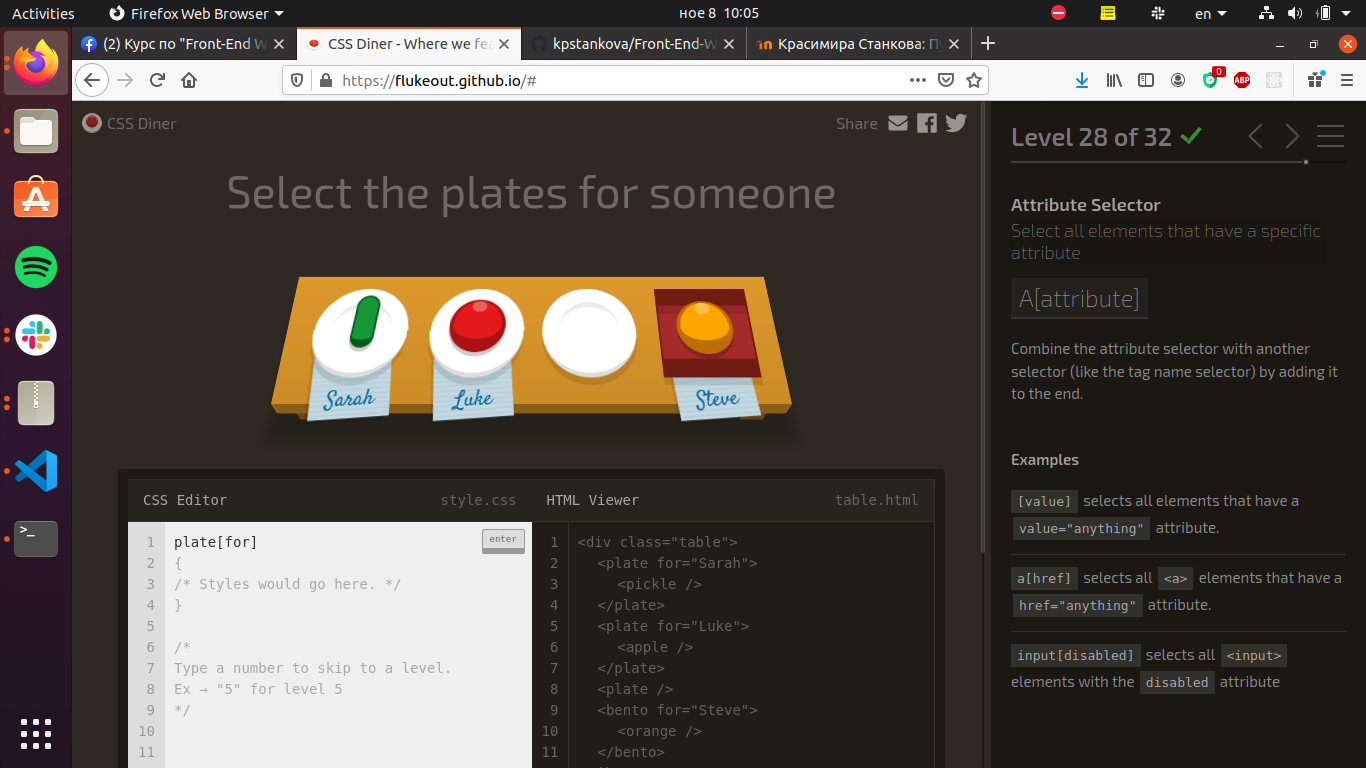 Activities
Firefox Web Browser
ное 8 10:05
en
(2) Курс по "Front-End W
CSS Diner - Where we fea
kpstankova/Front-End-W
Красимира Станкова: П
https://flukeout.github.io/#
0
ABP
CSS Diner
Share
Select the plates for someone
Sarah
Luke
Steve
CSS Editor
style.css
HTML Viewer
table.html
enter
1 plate[for]
2 {
3 /* Styles would go here. */
4 }
5
6 /*
7 Type a number to skip to a level.
8 Ex → "5" for level 5
9 */
10
11
1 <div class="table">
2 <plate for="Sarah">
3 <pickle />
4 </plate>
5 <plate for="Luke">
6 <apple />
7 </plate>
8 <plate />
9 <bento for="Steve">
10 <orange />
11 </bento>
Level 28 of 32
Attribute Selector
Select all elements that have a specific
attribute
A[attribute]
Combine the attribute selector with another
selector (like the tag name selector) by adding it
to the end.
Examples
[value] selects all elements that have a
value="anything" attribute.
a[href] selects all <a> elements that have a
href="anything" attribute.
input[disabled] selects all <input>
elements with the disabled attribute